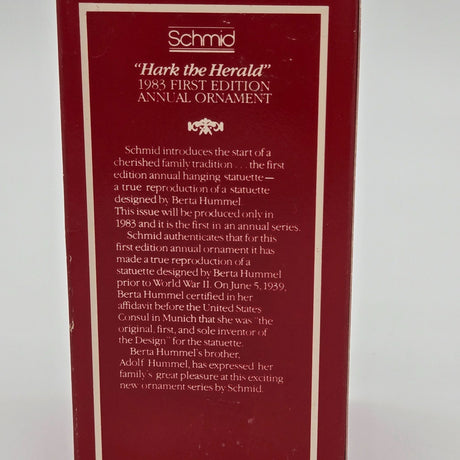 Schmid
"Hark the Herald"
1983 FIRST EDITION
ANNUAL ORNAMENT
Schmid introduces the start of a
cherished family tradition . . . the first
edition annual hanging statuette—
a true reproduction of a statuette
designed by Berta Hummel.
This issue will be produced only in
1983 and it is the first in an annual series.
Schmid authenticates that for this
first edition annual ornament it has
made a true reproduction of a
statuette designed by Berta Hummel
prior to World War II. On June 5, 1939,
Berta Hummel certified in her
affidavit before the United States
Consul in Munich that she was "the
original, first, and sole inventor of
the Design" for the statuette.
Berta Hummel's brother,
Adolf Hummel, has expressed her
family's great pleasure at this exciting
new ornament series by Schmid.